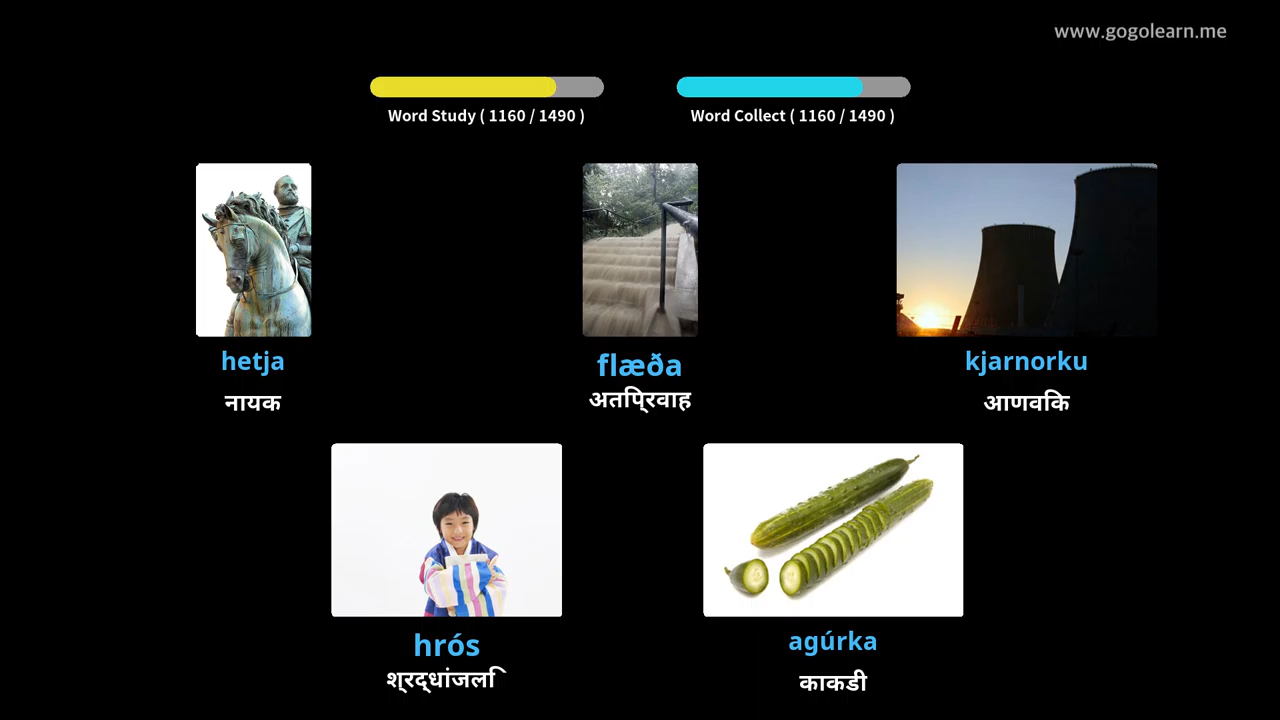 www.gogolearn.me
Word Study ( 1160 / 1490 )
Word Collect ( 1160 / 1490 )
hetja
नायक
flæða
अतप्रिवाह
kjarnorku
आणवकि
hrós
श्रद्धांजलि
agúrka
काकडी